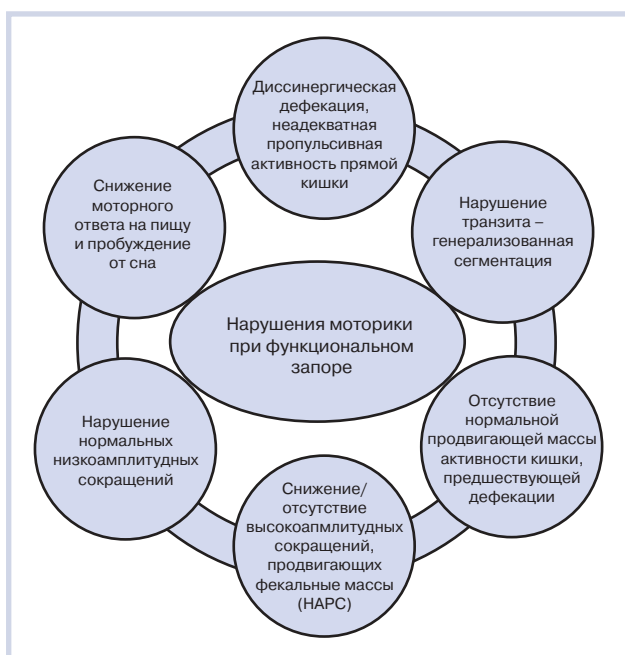 Диссинергическая
дефекация,
неадекватная
пропульсивная
активность прямой
кишки
Снижение
моторного
ответа на пищу
и пробуждение
от сна
Нарушение
транзита –
генерализованная
сегментация
Нарушения моторики
при функциональном
запоре
Нарушение
нормальных
низкоамплитудных
сокращений
Отсутствие
нормальной
продвигающей массы
активности кишки,
предшествующей
дефекации
Снижение/
отсутствие
высокоапмлитудных
сокращений,
продвигающих
фекальные массы
(НАРС)